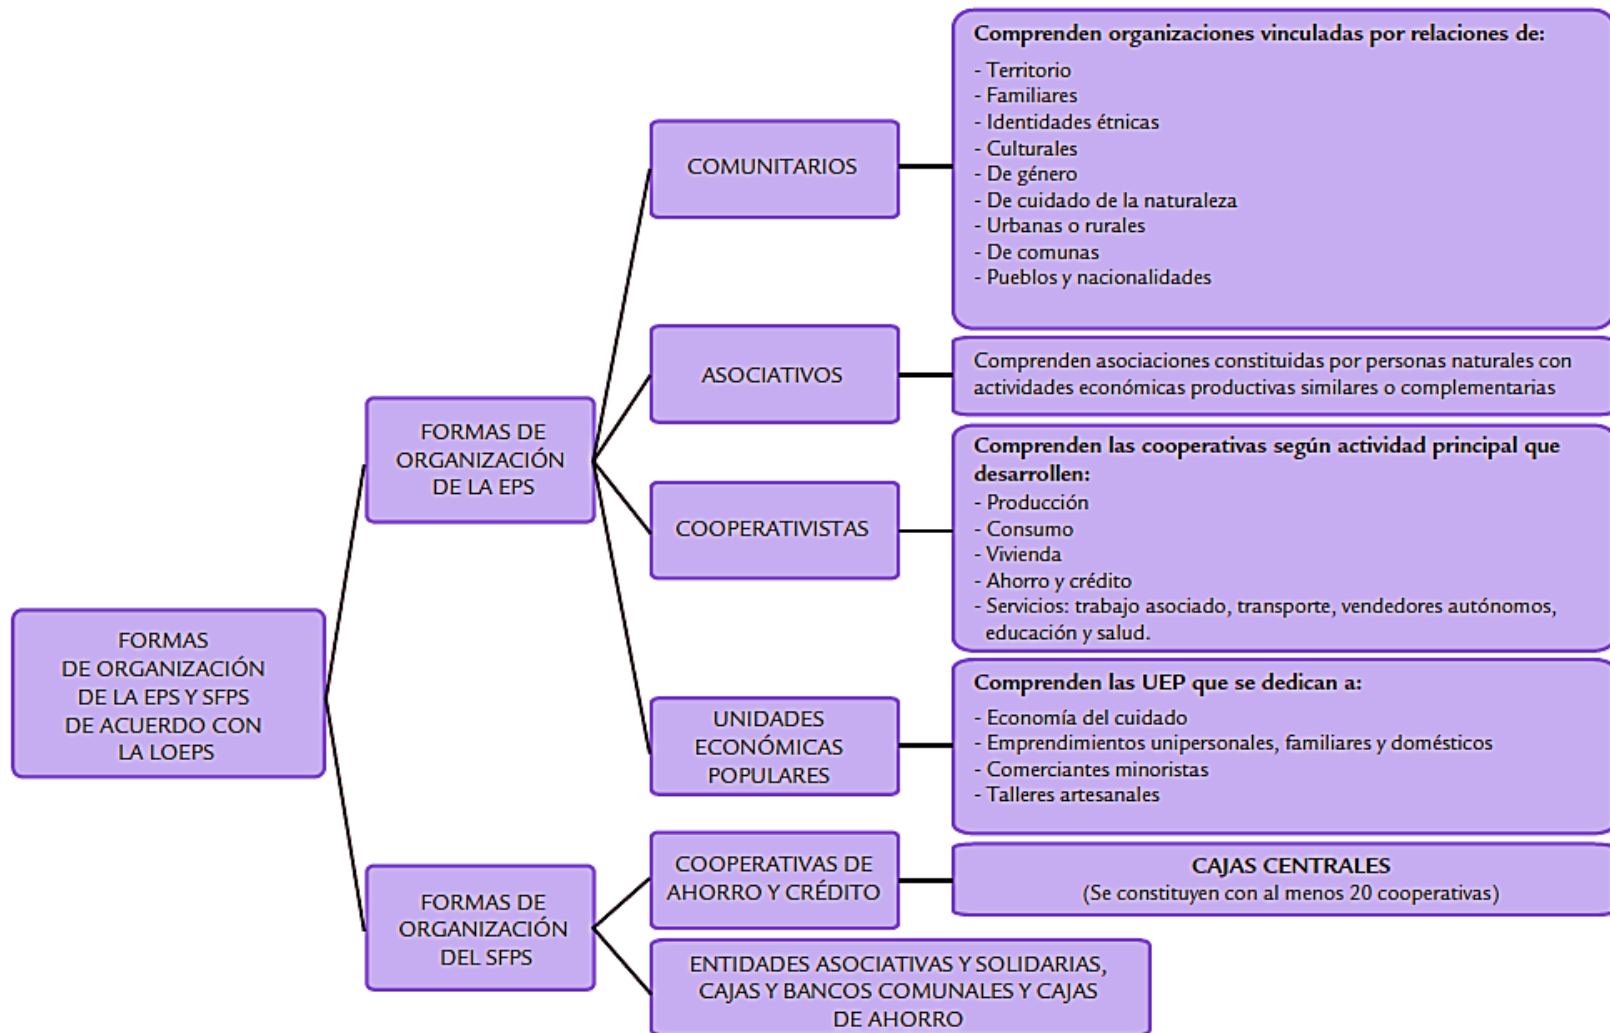 FORMAS
DE ORGANIZACIÓN
DE LA EPS Y SFPS
DE ACUERDO CON
LA LOEPS
FORMAS DE
ORGANIZACIÓN
DE LA EPS
COMUNITARIOS
Comprenden organizaciones vinculadas por relaciones de:
- Territorio
- Familiares
- Identidades étnicas
- Culturales
- De género
- De cuidado de la naturaleza
- Urbanas o rurales
- De comunas
- Pueblos y nacionalidades
ASOCIATIVOS
Comprenden asociaciones constituidas por personas naturales con
actividades económicas productivas similares o complementarias
COOPERATIVISTAS
Comprenden las cooperativas según actividad principal que
desarrollen:
- Producción
- Consumo
- Vivienda
- Ahorro y crédito
- Servicios: trabajo asociado, transporte, vendedores autónomos,
educación y salud.
UNIDADES
ECONÓMICAS
POPULARES
Comprenden las UEP que se dedican a:
- Economía del cuidado
- Emprendimientos unipersonales, familiares y domésticos
- Comerciantes minoristas
- Talleres artesanales
FORMAS DE
ORGANIZACIÓN
DEL SFPS
COOPERATIVAS DE
AHORRO Y CRÉDITO
CAJAS CENTRALES
(Se constituyen con al menos 20 cooperativas)
ENTIDADES ASOCIATIVAS Y SOLIDARIAS,
CAJAS Y BANCOS COMUNALES Y CAJAS
DE AHORRO